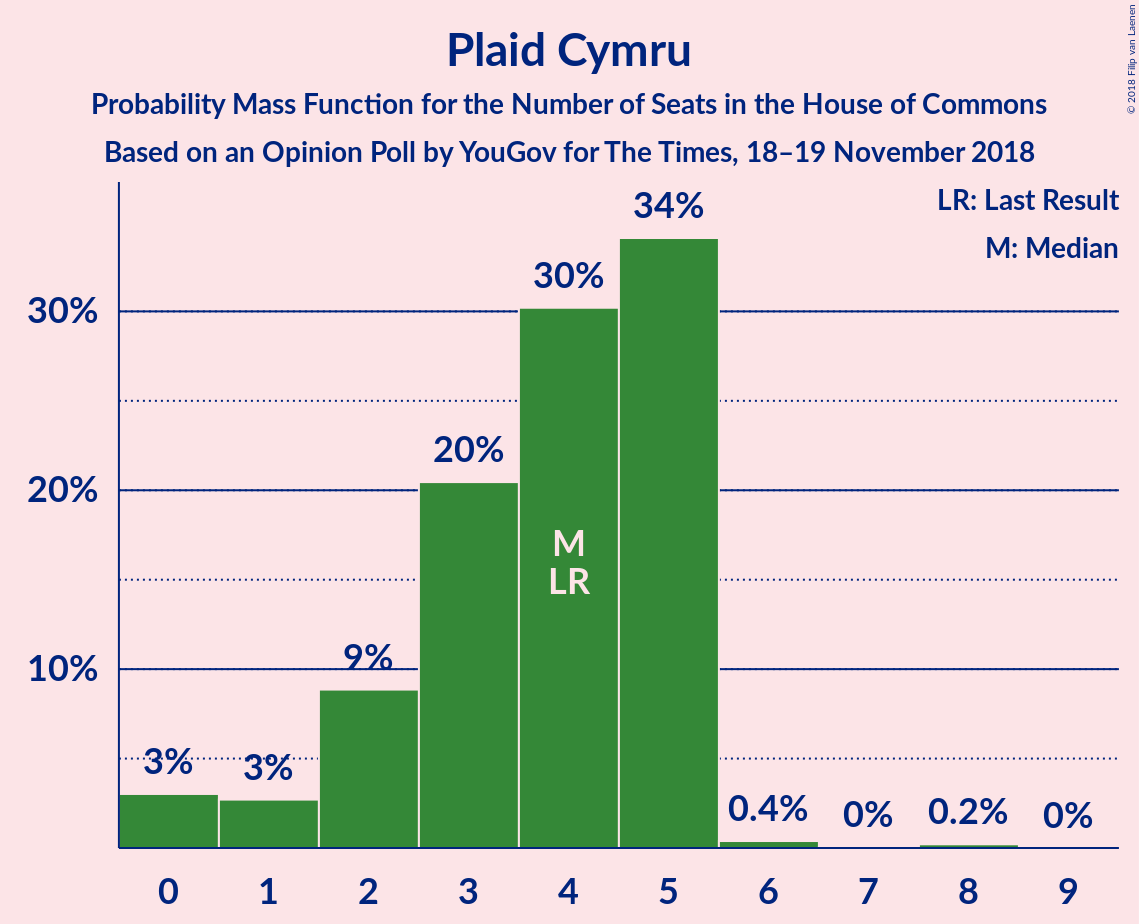 Plaid Cymru
Probability Mass Function for the Number of Seats in the House of Commons
Based on an Opinion Poll by YouGov for The Times, 18–19 November 2018
© 2018 Filip van Laenen
LR: Last Result
M: Median
34%
30%
30%
20%
20%
M
LR
10%
9%
3%
3%
0.4%
0%
0.2%
0%
0 1 2 3 4 5 6 7 8 9